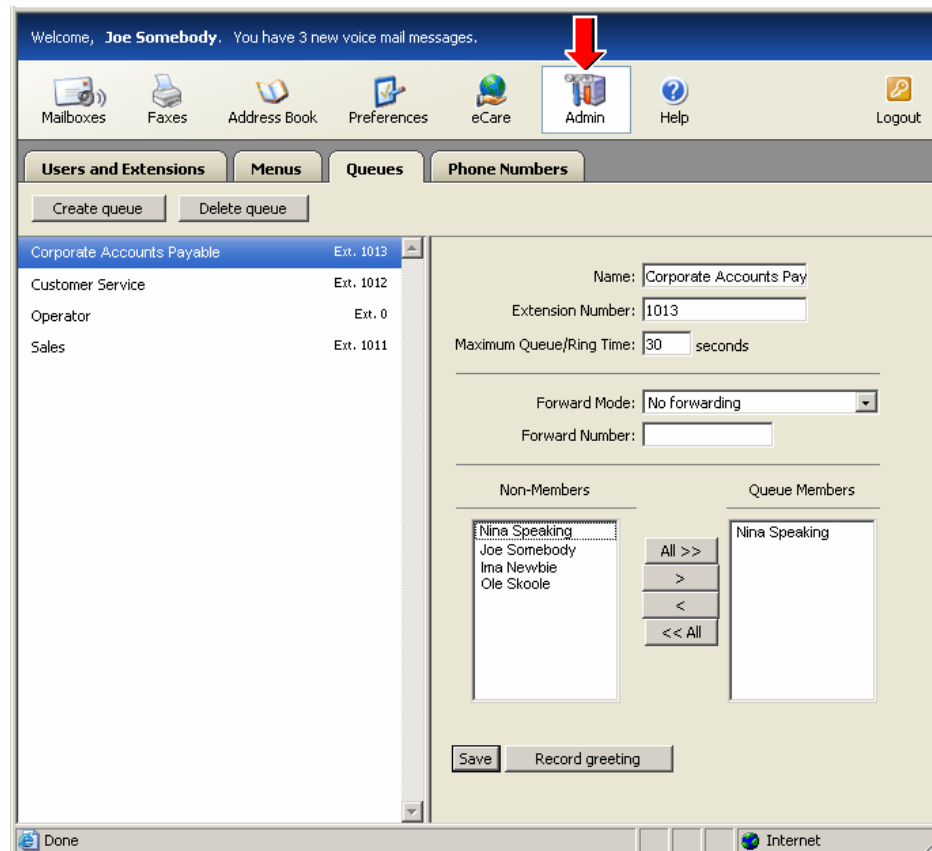 Welcome, Joe Somebody. You have 3 new voice mail messages.
Mailboxes Faxes Address Book Preferences eCare Admin Help Logout
Users and Extensions Menus Queues Phone Numbers
Create queue Delete queue
Corporate Accounts Payable Ext. 1013
Customer Service Ext. 1012
Operator Ext. 0
Sales Ext. 1011
Name: Corporate Accounts Pay
Extension Number: 1013
Maximum Queue/Ring Time: 30 seconds
Forward Mode: No forwarding
Forward Number:
Non-Members Queue Members
Nina Speaking
Joe Somebody
Ima Newbie
Ole Skoole
All >>
>
<
<< All
Nina Speaking
Save Record greeting
Done Internet